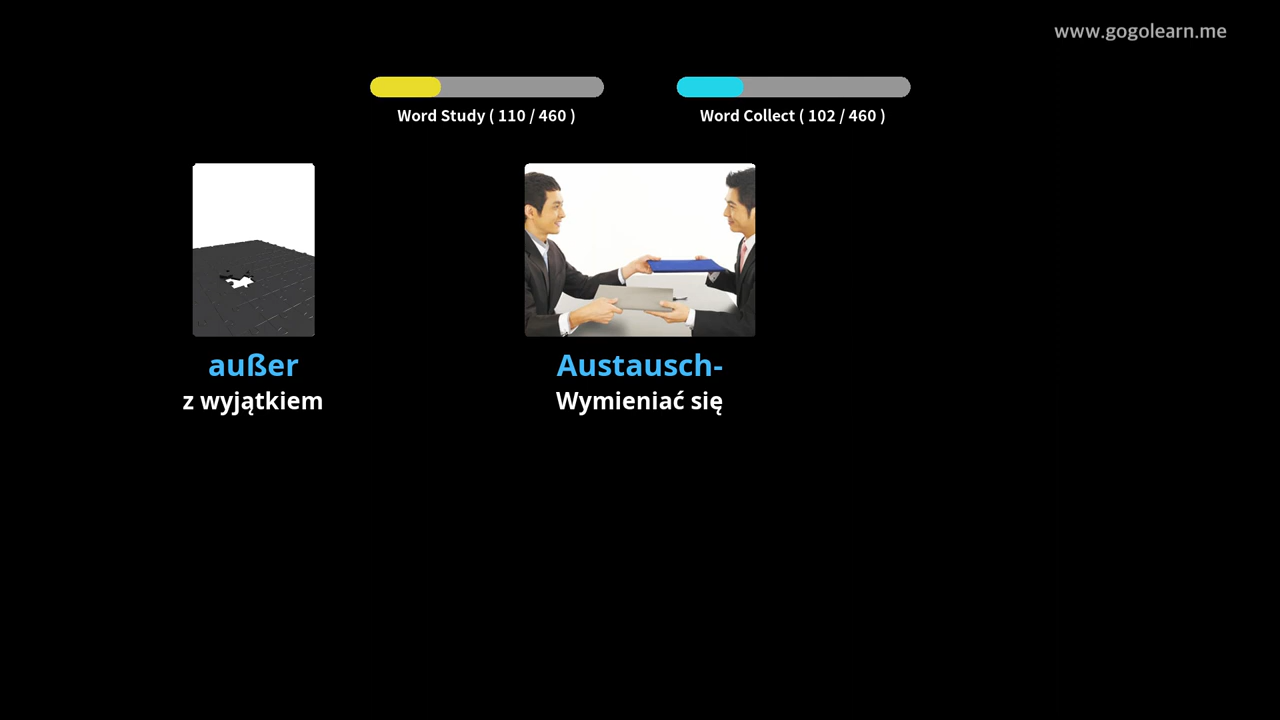 www.gogolearn.me
Word Study ( 110 / 460 )
Word Collect ( 102 / 460 )
außer
z wyjątkiem
Austausch-
Wymieniać się